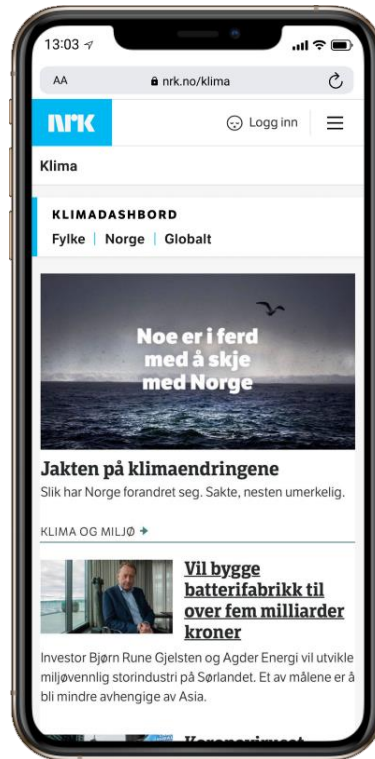 13:03
AA nrk.no/klima
NRK Logg inn
Klima
KLIMADASHBORD
Fylke | Norge | Globalt
Noe er i ferd
med å skje
med Norge
Jakten på klimaendringene
Slik har Norge forandret seg. Sakte, nesten umerkelig.
KLIMA OG MILJØ
Vil bygge
batterifabrikk til
over fem milliarder
kroner
Investor Bjørn Rune Gjelsten og Agder Energi vil utvikle
miljøvennlig storindustri på Sørlandet. Et av målene er å
bli mindre avhengige av Asia.